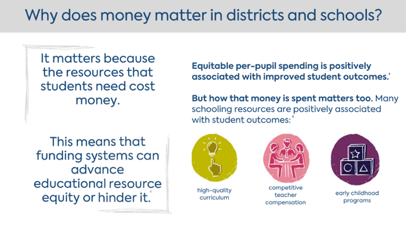 Why does money matter in districts and schools?
It matters because
the resources that
students need cost
money.
This means that
funding systems can
advance
educational resource
equity or hinder it.
Equitable per-pupil spending is positively
associated with improved student outcomes.*
But how that money is spent matters too. Many
schooling resources are positively associated
with student outcomes:*
high-quality
curriculum
competitive
teacher
compensation
early childhood
programs